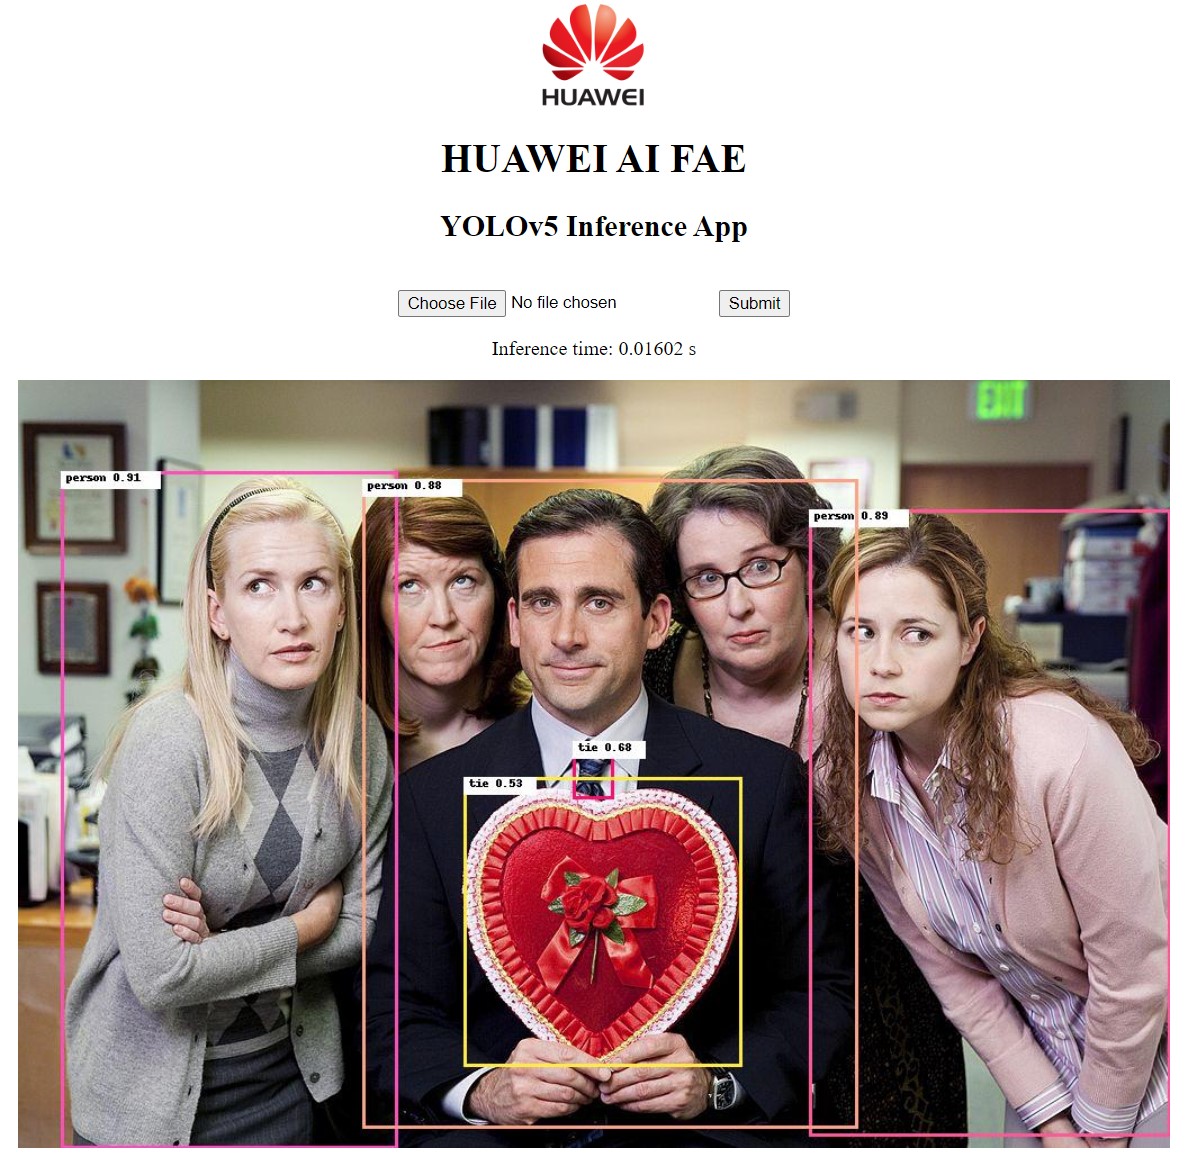 HUAWEI
HUAWEI AI FAE
YOLOv5 Inference App
Choose File No file chosen Submit
Inference time: 0.01602 s
EXIT
person 0.91
person 0.88
person 0.89
tie 0.68
tie 0.53